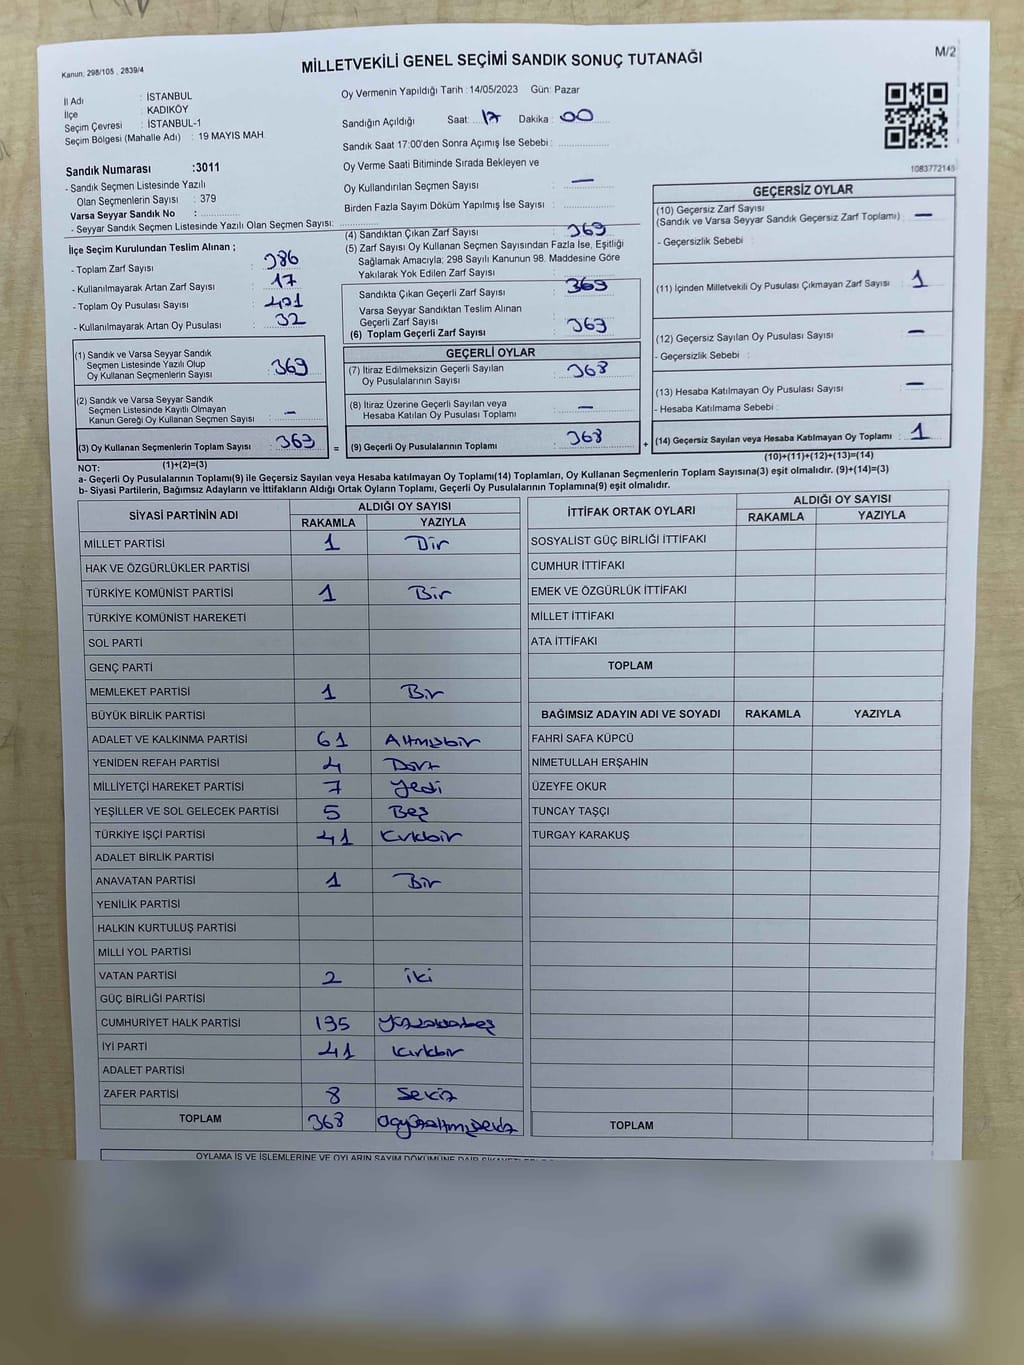 Kanun, 298/105 , 2839/4
MİLLETVEKİLİ GENEL SEÇİMİ SANDIK SONUÇ TUTANAĞI
M/2
İl Adı : İSTANBUL
İlçe : KADIKÖY
Seçim Çevresi : İSTANBUL-1
Seçim Bölgesi (Mahalle Adı) : 19 MAYIS MAH.
Oy Vermenin Yapıldığı Tarih : 14/05/2023 Gün: Pazar
Sandığın Açıldığı Saat: 17 Dakika : 00
Sandık Saat 17:00'den Sonra Açımış İse Sebebi :
Sandık Numarası :3011
- Sandık Seçmen Listesinde Yazılı
Olan Seçmenlerin Sayısı : 379
Varsa Seyyar Sandık No :
- Seyyar Sandık Seçmen Listesinde Yazılı Olan Seçmen Sayısı:
Oy Verme Saati Bitiminde Sırada Bekleyen ve
Oy Kullandırılan Seçmen Sayısı : —
Birden Fazla Sayım Döküm Yapılmış İse Sayısı :
1083772145
İlçe Seçim Kurulundan Teslim Alınan ;
- Toplam Zarf Sayısı : 386
- Kullanılmayarak Artan Zarf Sayısı : 17
- Toplam Oy Pusulası Sayısı : 401
- Kullanılmayarak Artan Oy Pusulası : 32
(4) Sandıktan Çıkan Zarf Sayısı : 369
(5) Zarf Sayısı Oy Kullanan Seçmen Sayısından Fazla İse, Eşitliği
Sağlamak Amacıyla; 298 Sayılı Kanunun 98. Maddesine Göre
Yakılarak Yok Edilen Zarf Sayısı :
Sandıkta Çıkan Geçerli Zarf Sayısı : 369
Varsa Seyyar Sandıktan Teslim Alınan
Geçerli Zarf Sayısı :
(6) Toplam Geçerli Zarf Sayısı : 369
GEÇERSİZ OYLAR
(10) Geçersiz Zarf Sayısı
(Sandık ve Varsa Seyyar Sandık Geçersiz Zarf Toplamı) : —
- Geçersizlik Sebebi :
(11) İçinden Milletvekili Oy Pusulası Çıkmayan Zarf Sayısı : 1
(12) Geçersiz Sayılan Oy Pusulası Sayısı : —
- Geçersizlik Sebebi :
(13) Hesaba Katılmayan Oy Pusulası Sayısı : —
- Hesaba Katılmama Sebebi :
(14) Geçersiz Sayılan veya Hesaba Katılmayan Oy Toplamı : 1
(10)+(11)+(12)+(13)=(14)
(1) Sandık ve Varsa Seyyar Sandık
Seçmen Listesinde Yazılı Olup
Oy Kullanan Seçmenlerin Sayısı : 369
(2) Sandık ve Varsa Seyyar Sandık
Seçmen Listesinde Kayıtlı Olmayan
Kanun Gereği Oy Kullanan Seçmen Sayısı : —
(3) Oy Kullanan Seçmenlerin Toplam Sayısı : 369 =
(1)+(2)=(3)
GEÇERLİ OYLAR
(7) İtiraz Edilmeksizin Geçerli Sayılan
Oy Pusulalarının Sayısı : 368
(8) İtiraz Üzerine Geçerli Sayılan veya
Hesaba Katılan Oy Pusulası Toplamı : —
(9) Geçerli Oy Pusulalarının Toplamı : 368 +
NOT:
a- Geçerli Oy Pusulalarının Toplamı(9) ile Geçersiz Sayılan veya Hesaba katılmayan Oy Toplamı(14) Toplamları, Oy Kullanan Seçmenlerin Toplam Sayısına(3) eşit olmalıdır. (9)+(14)=(3)
b- Siyasi Partilerin, Bağımsız Adayların ve İttifakların Aldığı Ortak Oyların Toplamı, Geçerli Oy Pusulalarının Toplamına(9) eşit olmalıdır.
SİYASİ PARTİNİN ADI ALDIĞI OY SAYISI
RAKAMLA YAZIYLA
MİLLET PARTİSİ 1 Bir
HAK VE ÖZGÜRLÜKLER PARTİSİ
TÜRKİYE KOMÜNİST PARTİSİ 1 Bir
TÜRKİYE KOMÜNİST HAREKETİ
SOL PARTİ
GENÇ PARTİ
MEMLEKET PARTİSİ 1 Bir
BÜYÜK BİRLİK PARTİSİ
ADALET VE KALKINMA PARTİSİ 61 Altmışbir
YENİDEN REFAH PARTİSİ 4 Dört
MİLLİYETÇİ HAREKET PARTİSİ 7 Yedi
YEŞİLLER VE SOL GELECEK PARTİSİ 5 Beş
TÜRKİYE İŞÇİ PARTİSİ 41 Kırkbir
ADALET BİRLİK PARTİSİ
ANAVATAN PARTİSİ 1 Bir
YENİLİK PARTİSİ
HALKIN KURTULUŞ PARTİSİ
MİLLİ YOL PARTİSİ
VATAN PARTİSİ 2 iki
GÜÇ BİRLİĞİ PARTİSİ
CUMHURİYET HALK PARTİSİ 195 Yüzdoksanbeş
İYİ PARTİ 41 Kırkbir
ADALET PARTİSİ
ZAFER PARTİSİ 8 Sekiz
TOPLAM 368 Üçyüzaltmışsekiz
İTTİFAK ORTAK OYLARI ALDIĞI OY SAYISI
RAKAMLA YAZIYLA
SOSYALİST GÜÇ BİRLİĞİ İTTİFAKI
CUMHUR İTTİFAKI
EMEK VE ÖZGÜRLÜK İTTİFAKI
MİLLET İTTİFAKI
ATA İTTİFAKI
TOPLAM
BAĞIMSIZ ADAYIN ADI VE SOYADI RAKAMLA YAZIYLA
FAHRİ SAFA KÜPCÜ
NİMETULLAH ERŞAHİN
ÜZEYFE OKUR
TUNCAY TAŞÇI
TURGAY KARAKUŞ
TOPLAM
OYLAMA İŞ VE İŞLEMLERİNE VE OYLARIN SAYIM DÖKÜMÜNE DAİR